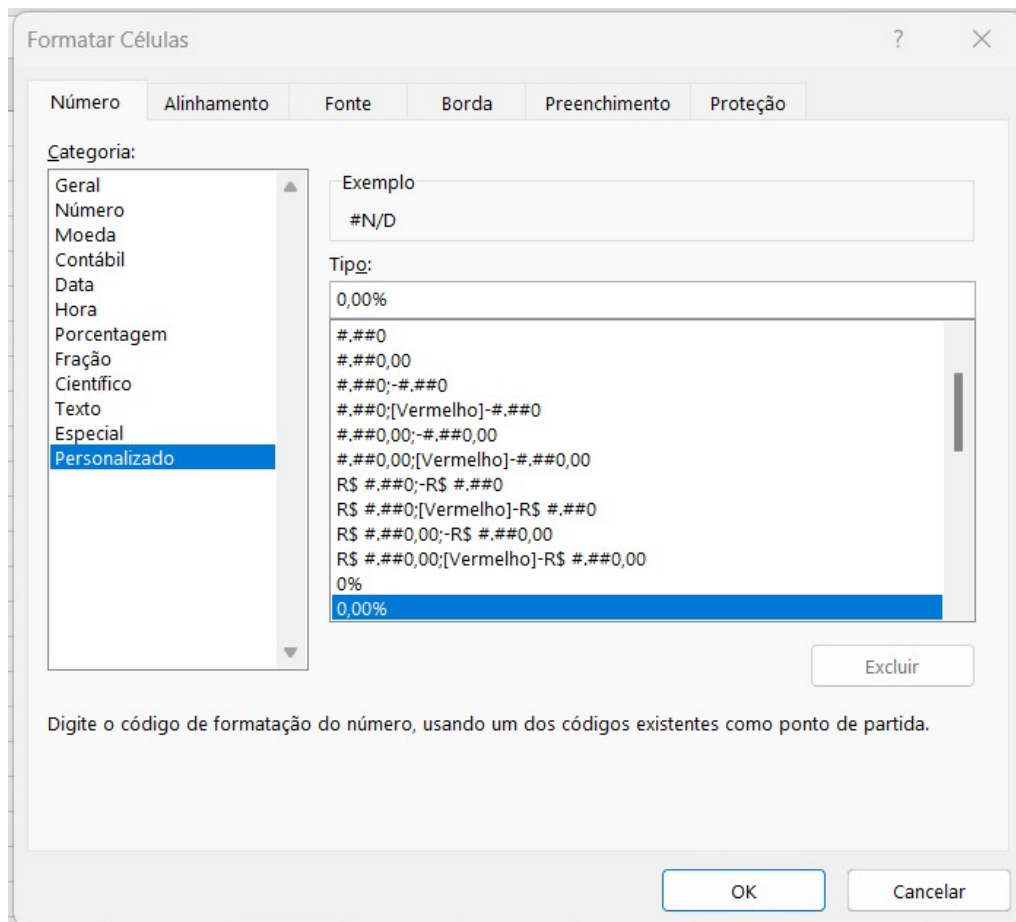 Formatar Células
?
Número Alinhamento Fonte Borda Preenchimento Proteção
Categoria:
Geral
Número
Moeda
Contábil
Data
Hora
Porcentagem
Fração
Científico
Texto
Especial
Personalizado
Exemplo
#N/D
Tipo:
0,00%
#.##0
#.##0,00
#.##0;-#.##0
#.##0;[Vermelho]-#.##0
#.##0,00;-#.##0,00
#.##0,00;[Vermelho]-#.##0,00
R$ #.##0;-R$ #.##0
R$ #.##0;[Vermelho]-R$ #.##0
R$ #.##0,00;-R$ #.##0,00
R$ #.##0,00;[Vermelho]-R$ #.##0,00
0%
0,00%
Excluir
Digite o código de formatação do número, usando um dos códigos existentes como ponto de partida.
OK Cancelar